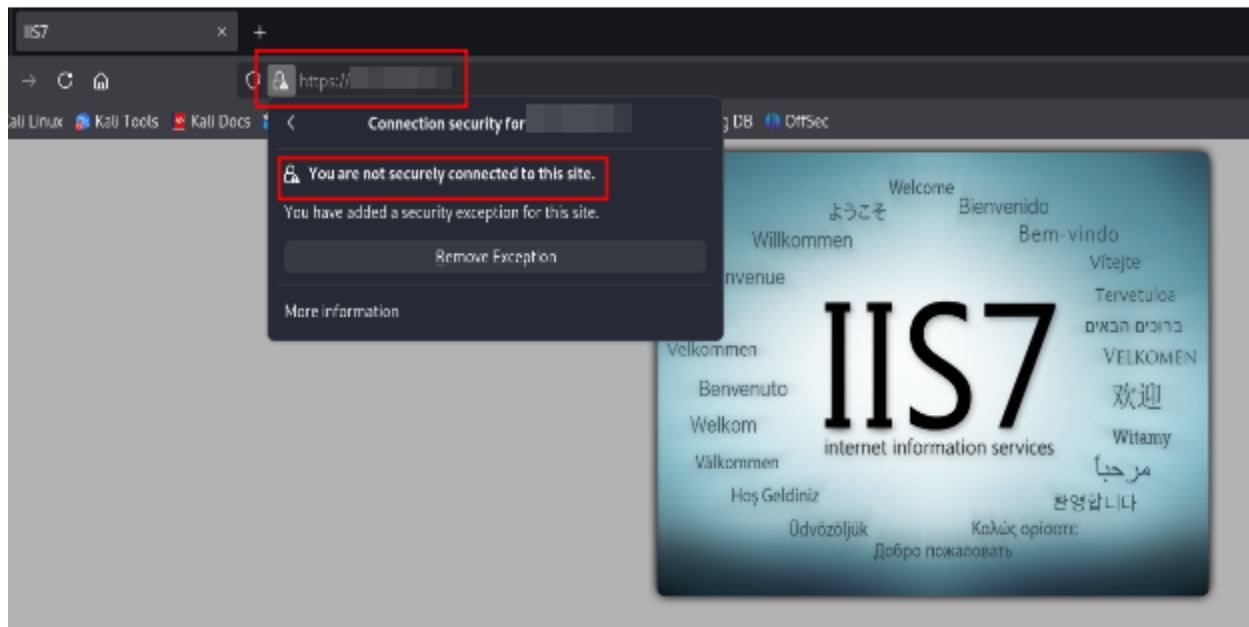 IIS7
https://
Kali Linux Kali Tools Kali Docs DB OffSec
Connection security for
You are not securely connected to this site.
You have added a security exception for this site.
Remove Exception
More information
Welcome
ようこそ
Bienvenido
Willkommen
Bem-vindo
Vítejte
Tervetuloa
ברוכים הבאים
Velkommen
VELKOMEN
Benvenuto
欢迎
IIS7
Welkom
internet information services
Witamy
Välkommen
مرحباً
Hoş Geldiniz
환영합니다
Üdvözöljük
Καλώς ορίσατε
Добро пожаловать